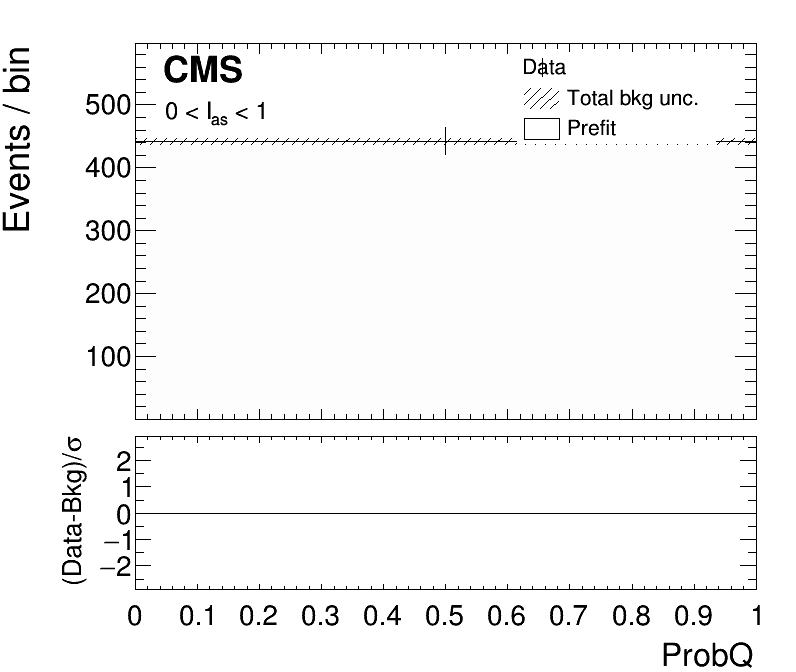 CMS
0 < Ias < 1
Data
Total bkg unc.
Prefit
Events / bin
500
400
300
200
100
(Data-Bkg)/σ
2
1
0
−1
−2
0 0.1 0.2 0.3 0.4 0.5 0.6 0.7 0.8 0.9 1
ProbQ